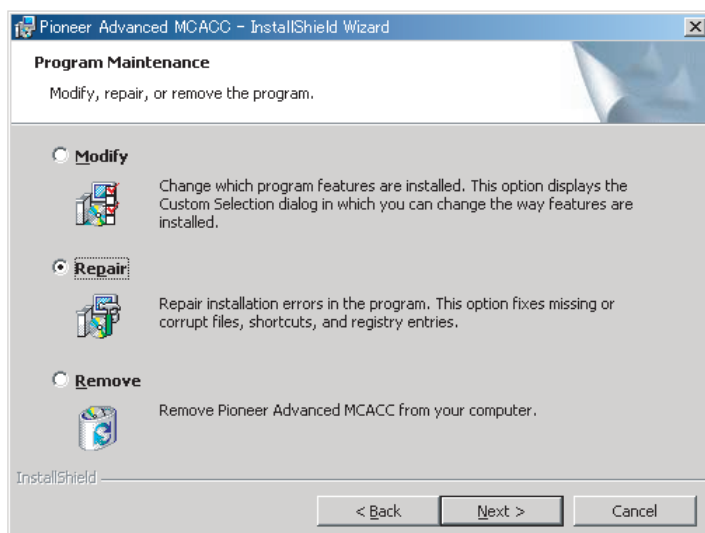 Pioneer Advanced MCACC - InstallShield Wizard
Program Maintenance
Modify, repair, or remove the program.
Modify
Change which program features are installed. This option displays the
Custom Selection dialog in which you can change the way features are
installed.
Repair
Repair installation errors in the program. This option fixes missing or
corrupt files, shortcuts, and registry entries.
Remove
Remove Pioneer Advanced MCACC from your computer.
InstallShield
< Back
Next >
Cancel